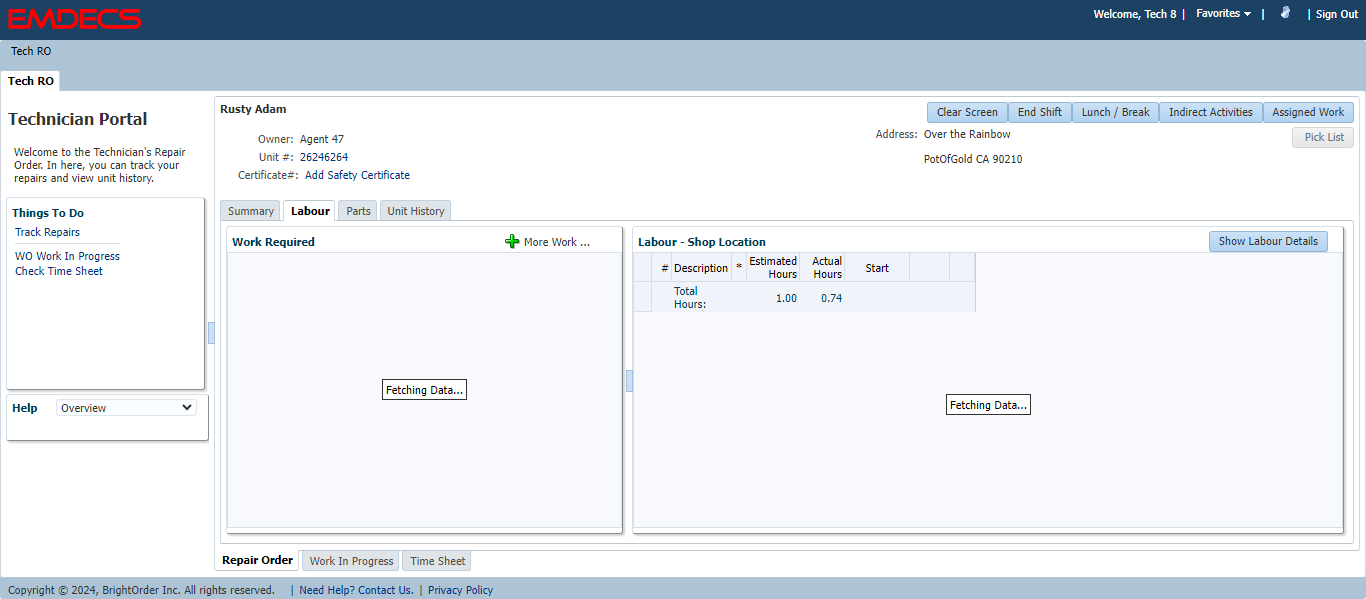 EMDECS
Welcome, Tech 8 | Favorites | | Sign Out
Tech RO
Tech RO
Technician Portal
Welcome to the Technician's Repair
Order. In here, you can track your
repairs and view unit history.
Things To Do
Track Repairs
WO Work In Progress
Check Time Sheet
Help Overview
Rusty Adam
Clear Screen End Shift Lunch / Break Indirect Activities Assigned Work
Pick List
Owner: Agent 47
Unit #: 26246264
Certificate#: Add Safety Certificate
Address: Over the Rainbow
PotOfGold CA 90210
Summary Labour Parts Unit History
Work Required More Work ...
Fetching Data...
Labour - Shop Location Show Labour Details
# Description * Estimated Hours Actual Hours Start
Total Hours: 1.00 0.74
Fetching Data...
Repair Order Work In Progress Time Sheet
Copyright © 2024, BrightOrder Inc. All rights reserved. | Need Help? Contact Us. | Privacy Policy